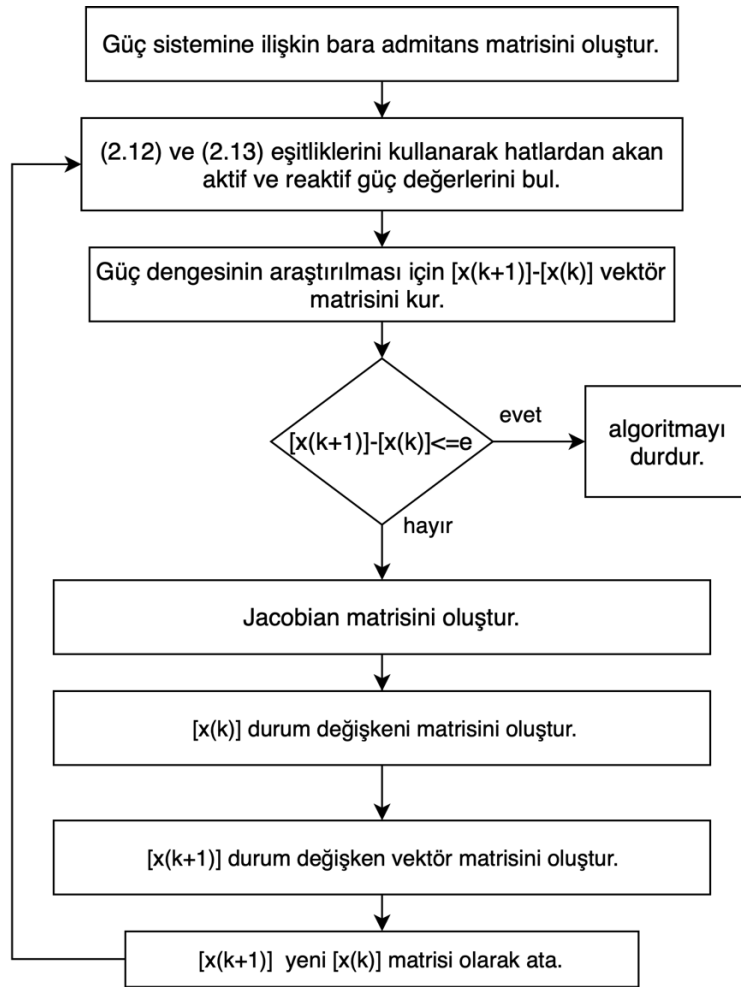 Güç sistemine ilişkin bara admitans matrisini oluştur.
(2.12) ve (2.13) eşitliklerini kullanarak hatlardan akan
aktif ve reaktif güç değerlerini bul.
Güç dengesinin araştırılması için [x(k+1)]-[x(k)] vektör
matrisini kur.
[x(k+1)]-[x(k)]<=e
evet
algoritmayı
durdur.
hayır
Jacobian matrisini oluştur.
[x(k)] durum değişkeni matrisini oluştur.
[x(k+1)] durum değişken vektör matrisini oluştur.
[x(k+1)]  yeni [x(k)] matrisi olarak ata.